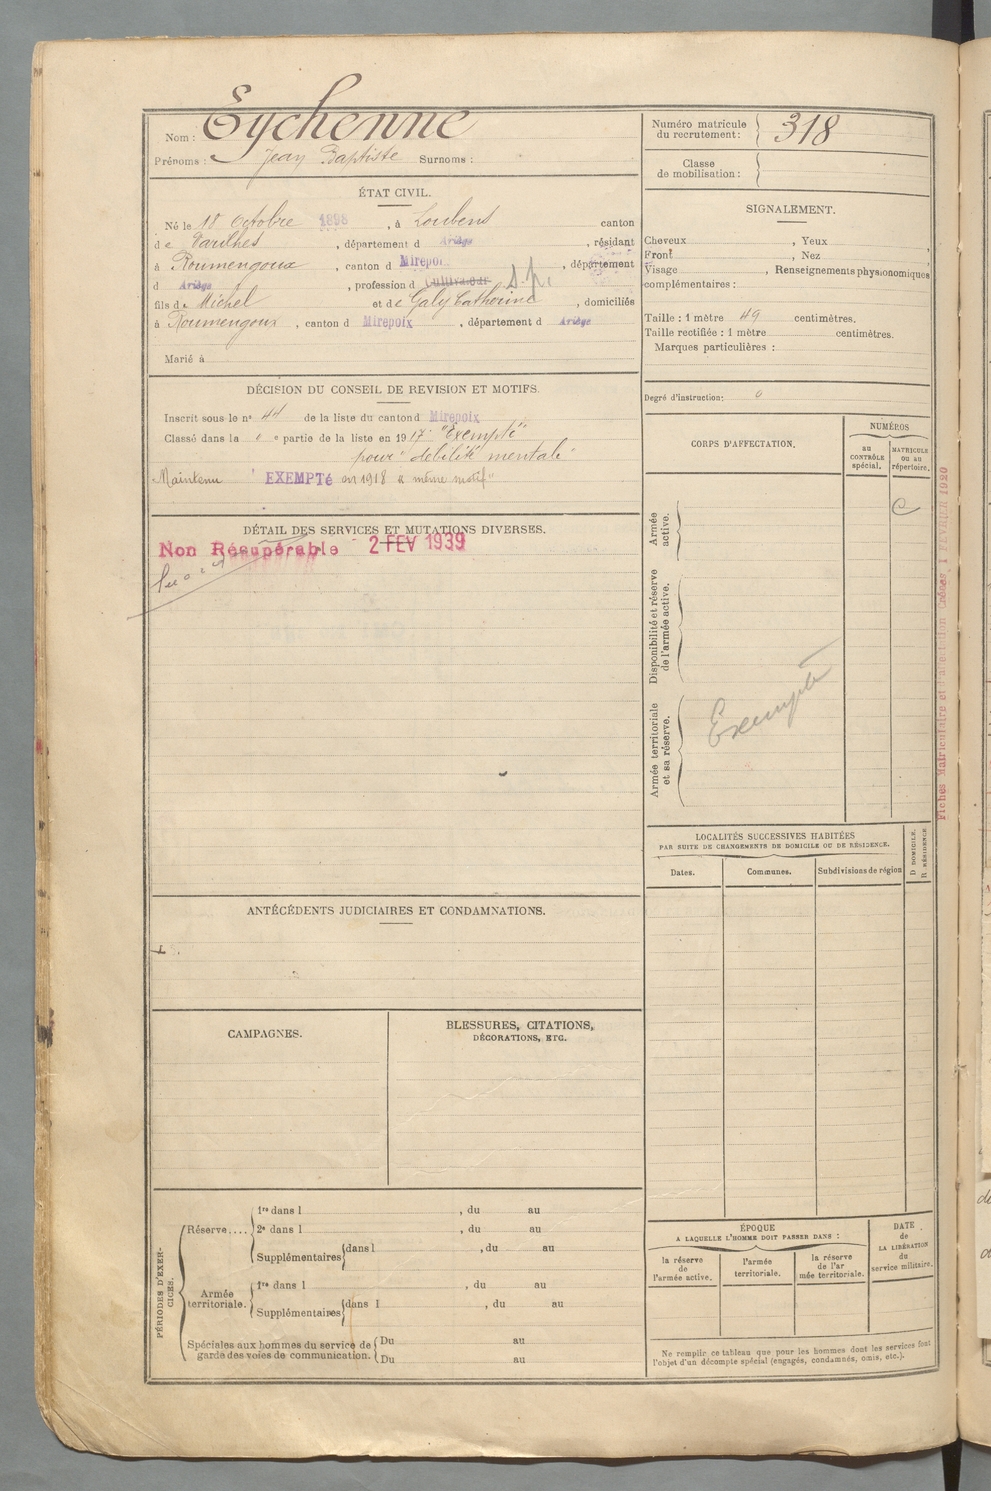 Nom : Eychenne
Prénoms : Jean Baptiste Surnoms :
Numéro matricule du recrutement : 318
Classe de mobilisation :
ÉTAT CIVIL.
Né le 18 Octobre 1898, à Loubens canton
de Varilhes, département d Ariège, résidant
à Roumengoux, canton d Mirepoix, département
d Ariège, profession d Cultivateur s.p.
fils de Michel et de Galy Catherine, domiciliés
à Roumengoux, canton d Mirepoix, département d Ariège
Marié à
SIGNALEMENT.
Cheveux , Yeux ,
Front , Nez
Visage , Renseignements physionomiques
complémentaires :
Taille : 1 mètre 49 centimètres.
Taille rectifiée : 1 mètre centimètres.
Marques particulières :
Degré d'instruction : 0
DÉCISION DU CONSEIL DE REVISION ET MOTIFS.
Inscrit sous le n° 41 de la liste du canton d Mirepoix
Classé dans la " e partie de la liste en 1917 "Exempté"
pour "débilité mentale"
Maintenu EXEMPTé en 1918 "même motif"
DÉTAIL DES SERVICES ET MUTATIONS DIVERSES.
Non Récupérable - 2 FEV 1939
CORPS D'AFFECTATION.
NUMÉROS
au CONTRÔLE spécial.
MATRICULE ou au répertoire.
Armée active.
Disponibilité et réserve de l'armée active.
Armée territoriale et sa réserve.
Exempté
Fiches Matriculaire et d'affectation Créées, 1 FÉVRIER 1920
LOCALITÉS SUCCESSIVES HABITÉES
PAR SUITE DE CHANGEMENTS DE DOMICILE OU DE RÉSIDENCE.
Dates.
Communes.
Subdivisions de région
D DOMICILE.
R RÉSIDENCE.
ANTÉCÉDENTS JUDICIAIRES ET CONDAMNATIONS.
CAMPAGNES.
BLESSURES, CITATIONS,
DÉCORATIONS, ETC.
PÉRIODES D'EXERCICES.
Réserve....
1re dans l , du au
2e dans l , du au
Supplémentaires dans l , du au
Armée territoriale.
1re dans l , du au
Supplémentaires dans l , du au
Spéciales aux hommes du service de
garde des voies de communication.
Du au
Du au
ÉPOQUE
A LAQUELLE L'HOMME DOIT PASSER DANS :
la réserve de l'armée active.
l'armée territoriale.
la réserve de l'ar mée territoriale.
DATE de LA LIBÉRATION du service militaire.
Ne remplir ce tableau que pour les hommes dont les services font
l'objet d'un décompte spécial (engagés, condamnés, omis, etc.).